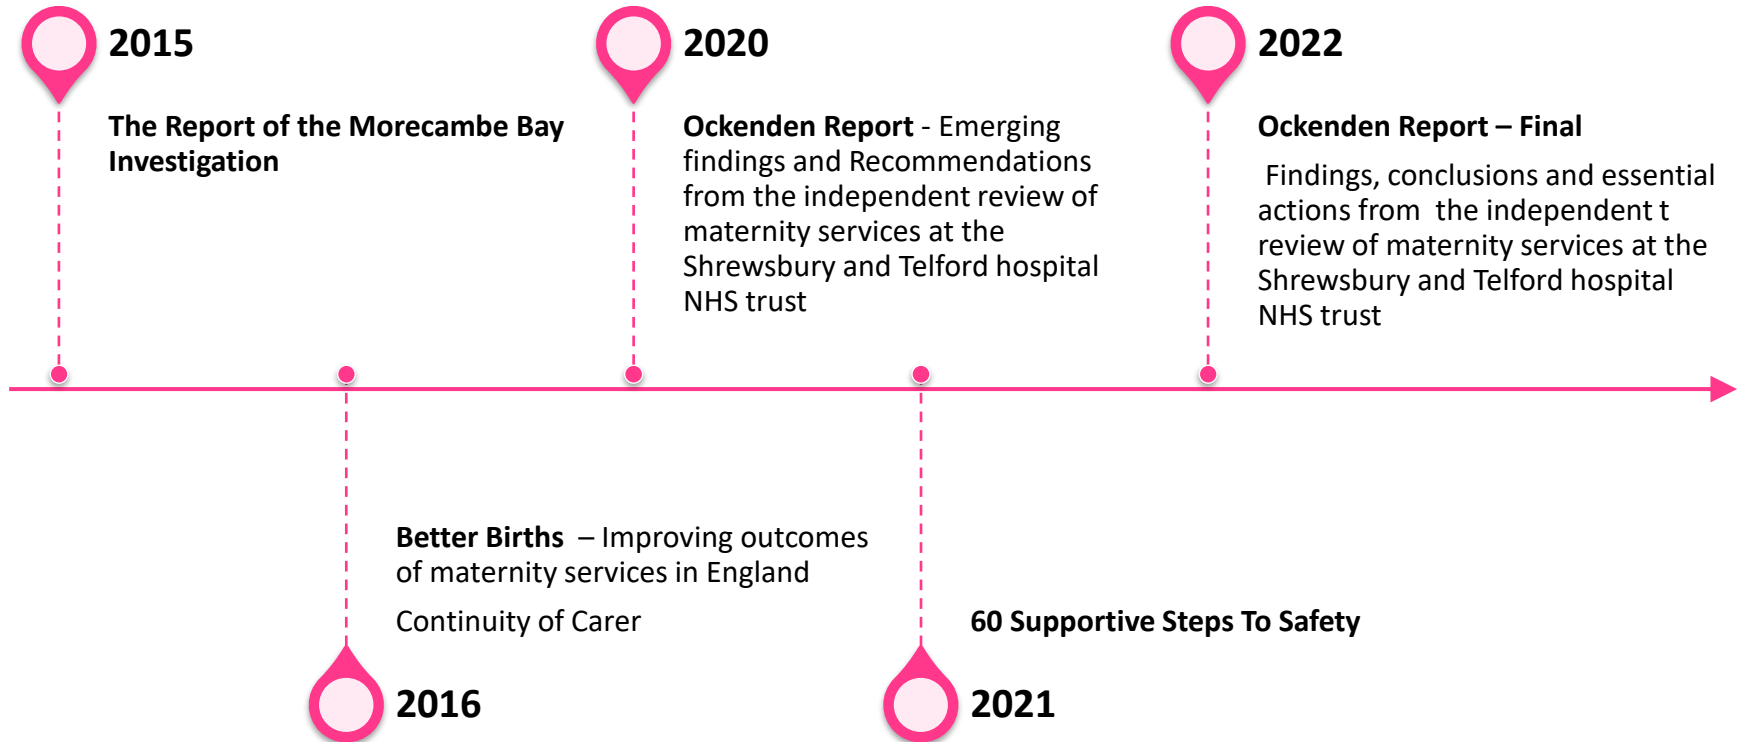 2015
The Report of the Morecambe Bay
Investigation
2020
Ockenden Report - Emerging
findings and Recommendations
from the independent review of
maternity services at the
Shrewsbury and Telford hospital
NHS trust
2022
Ockenden Report – Final
Findings, conclusions and essential
actions from  the independent t
review of maternity services at the
Shrewsbury and Telford hospital
NHS trust
Better Births  – Improving outcomes
of maternity services in England
Continuity of Carer
2016
60 Supportive Steps To Safety
2021